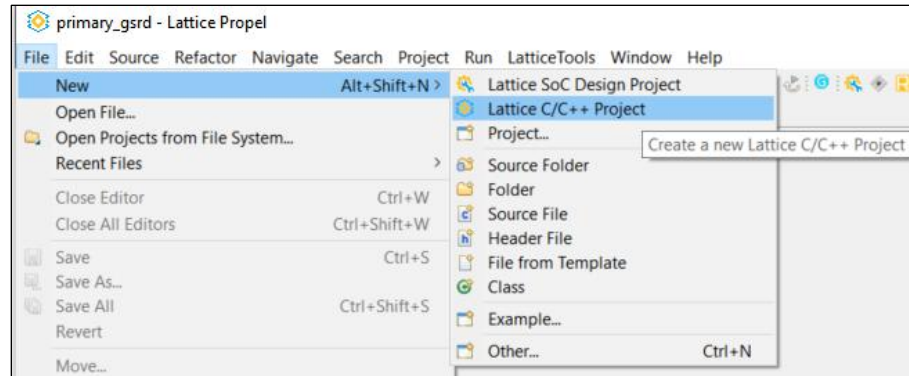 primary_gsrd - Lattice Propel
File Edit Source Refactor Navigate Search Project Run LatticeTools Window Help
New Alt+Shift+N >
Open File...
Open Projects from File System...
Recent Files >
Close Editor Ctrl+W
Close All Editors Ctrl+Shift+W
Save Ctrl+S
Save As...
Save All Ctrl+Shift+S
Revert
Move...
Lattice SoC Design Project
Lattice C/C++ Project
Project...
Create a new Lattice C/C++ Project
Source Folder
Folder
Source File
Header File
File from Template
Class
Example...
Other... Ctrl+N